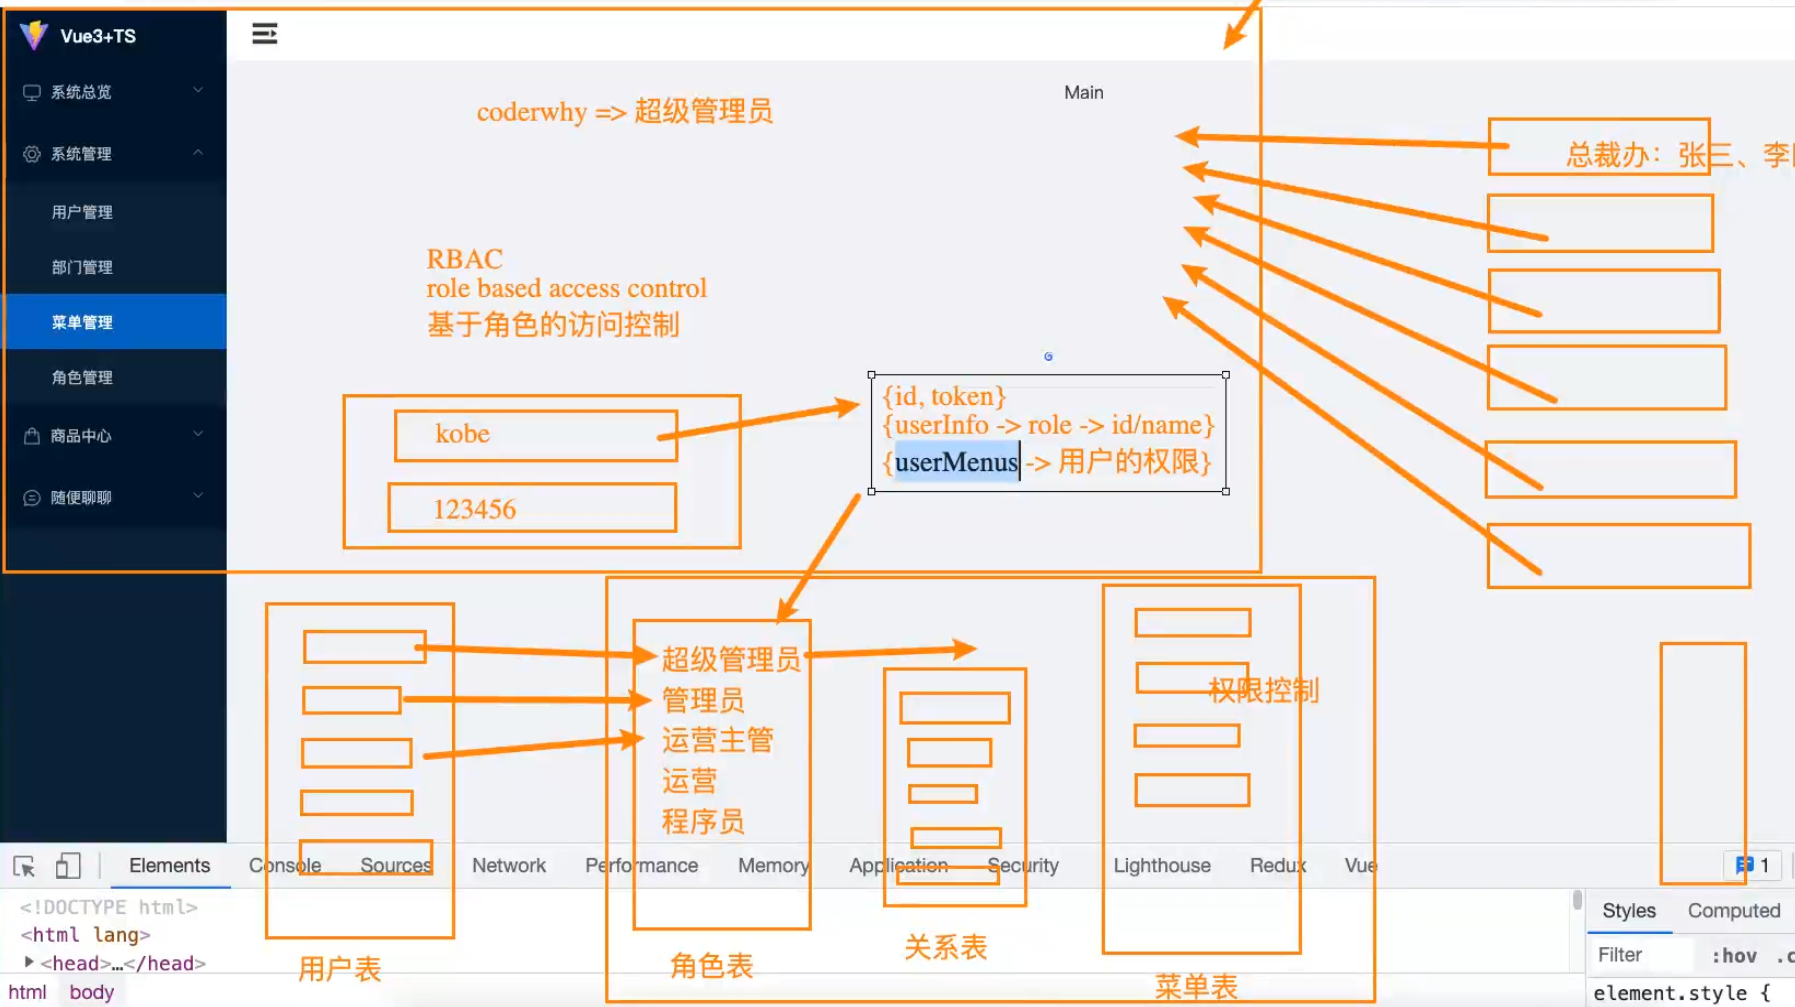 Vue3+TS
系统总览
系统管理
用户管理
部门管理
菜单管理
角色管理
商品中心
随便聊聊
Main
coderwhy => 超级管理员
总裁办：张三、李
RBAC
role based access control
基于角色的访问控制
kobe
123456
{id, token}
{userInfo -> role -> id/name}
{userMenus -> 用户的权限}
超级管理员
管理员
运营主管
运营
程序员
权限控制
用户表
角色表
关系表
菜单表
Elements
Console
Sources
Network
Performance
Memory
Application
Security
Lighthouse
Redux
Vue
1
<!DOCTYPE html>
<html lang>
<head>…</head>
html body
Styles
Computed
Filter
:hov
.c
element.style {